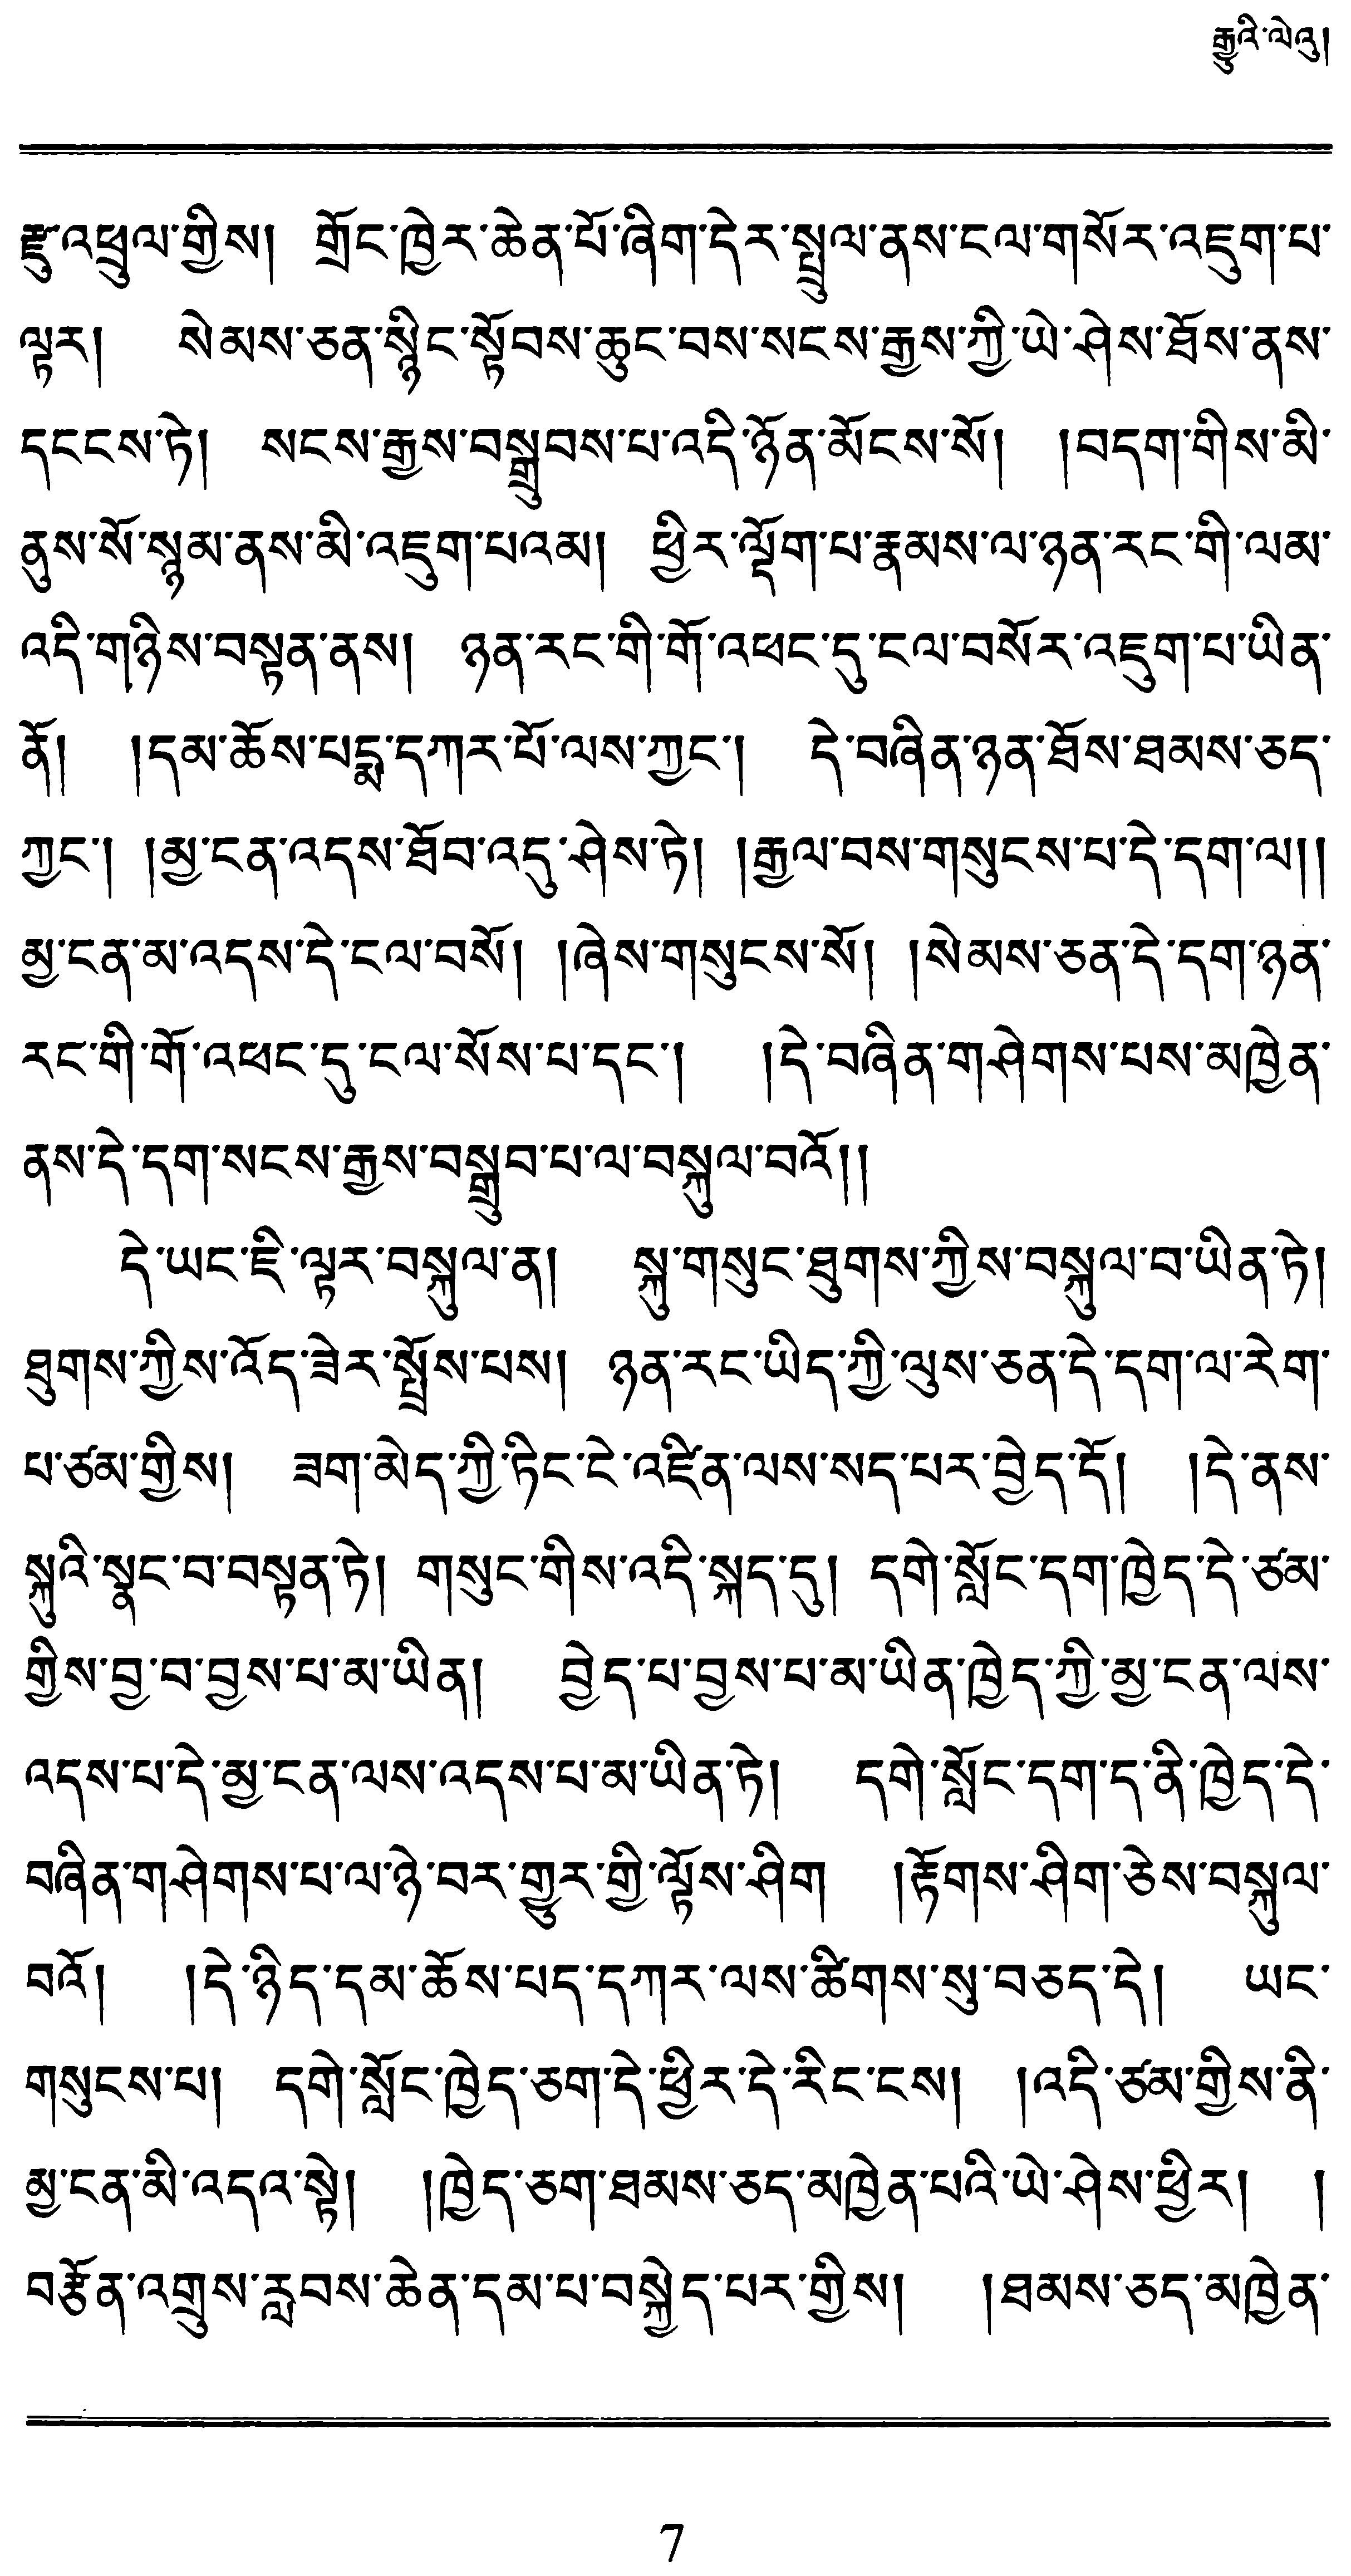 རྒྱུའི་ལེའུ།
རྫུ་འཕྲུལ་གྱིས། གྲོང་ཁྱེར་ཆེན་པོ་ཞིག་དེར་སྤྲུལ་ནས་ངལ་གསོར་འཇུག་པ་
ལྟར། སེམས་ཅན་སྙིང་སྟོབས་ཆུང་བས་སངས་རྒྱས་ཀྱི་ཡེ་ཤེས་ཐོས་ནས་
དངངས་ཏེ། སངས་རྒྱས་བསྒྲུབས་པ་འདི་ཉོན་མོངས་སོ། །བདག་གིས་མི་
ནུས་སོ་སྙམ་ནས་མི་འཇུག་པའམ། ཕྱིར་ལྡོག་པ་རྣམས་ལ་ཉན་རང་གི་ལམ་
འདི་གཉིས་བསྟན་ནས། ཉན་རང་གི་གོ་འཕང་དུ་ངལ་བསོར་འཇུག་པ་ཡིན་
ནོ། །དམ་ཆོས་པདྨ་དཀར་པོ་ལས་ཀྱང་། དེ་བཞིན་ཉན་ཐོས་ཐམས་ཅད་
ཀྱང་། །མྱ་ངན་འདས་ཐོབ་འདུ་ཤེས་ཏེ། །རྒྱལ་བས་གསུངས་པ་དེ་དག་ལ།།
མྱ་ངན་མ་འདས་དེ་ངལ་བསོ། །ཞེས་གསུངས་སོ། །སེམས་ཅན་དེ་དག་ཉན་
རང་གི་གོ་འཕང་དུ་ངལ་སོས་པ་དང་། །དེ་བཞིན་གཤེགས་པས་མཁྱེན་
ནས་དེ་དག་སངས་རྒྱས་བསྒྲུབ་པ་ལ་བསྐུལ་བའོ།།
དེ་ཡང་ཇི་ལྟར་བསྐུལ་ན། སྐུ་གསུང་ཐུགས་ཀྱིས་བསྐུལ་བ་ཡིན་ཏེ།
ཐུགས་ཀྱིས་འོད་ཟེར་སྤྲོས་པས། ཉན་རང་ཡིད་ཀྱི་ལུས་ཅན་དེ་དག་ལ་རེག་
པ་ཙམ་གྱིས། ཟག་མེད་ཀྱི་ཏིང་ངེ་འཛིན་ལས་སད་པར་བྱེད་དོ། །དེ་ནས་
སྐུའི་སྣང་བ་བསྟན་ཏེ། གསུང་གིས་འདི་སྐད་དུ། དགེ་སློང་དག་ཁྱེད་དེ་ཙམ་
གྱིས་བྱ་བ་བྱས་པ་མ་ཡིན། བྱེད་པ་བྱས་པ་མ་ཡིན་ཁྱེད་ཀྱི་མྱ་ངན་ལས་
འདས་པ་དེ་མྱ་ངན་ལས་འདས་པ་མ་ཡིན་ཏེ། དགེ་སློང་དག་ད་ནི་ཁྱེད་དེ་
བཞིན་གཤེགས་པ་ལ་ཉེ་བར་གྱུར་གྱི་ལྟོས་ཤིག །རྟོགས་ཤིག་ཅེས་བསྐུལ་
བའོ། །དེ་ཉིད་དམ་ཆོས་པད་དཀར་ལས་ཚིགས་སུ་བཅད་དེ། ཡང་
གསུངས་པ། དགེ་སློང་ཁྱེད་ཅག་དེ་ཕྱིར་དེ་རིང་ངས། །འདི་ཙམ་གྱིས་ནི་
མྱ་ངན་མི་འདའ་སྟེ། །ཁྱེད་ཅག་ཐམས་ཅད་མཁྱེན་པའི་ཡེ་ཤེས་ཕྱིར། །
བརྩོན་འགྲུས་རླབས་ཆེན་དམ་པ་བསྐྱེད་པར་གྱིས། །ཐམས་ཅད་མཁྱེན་
7